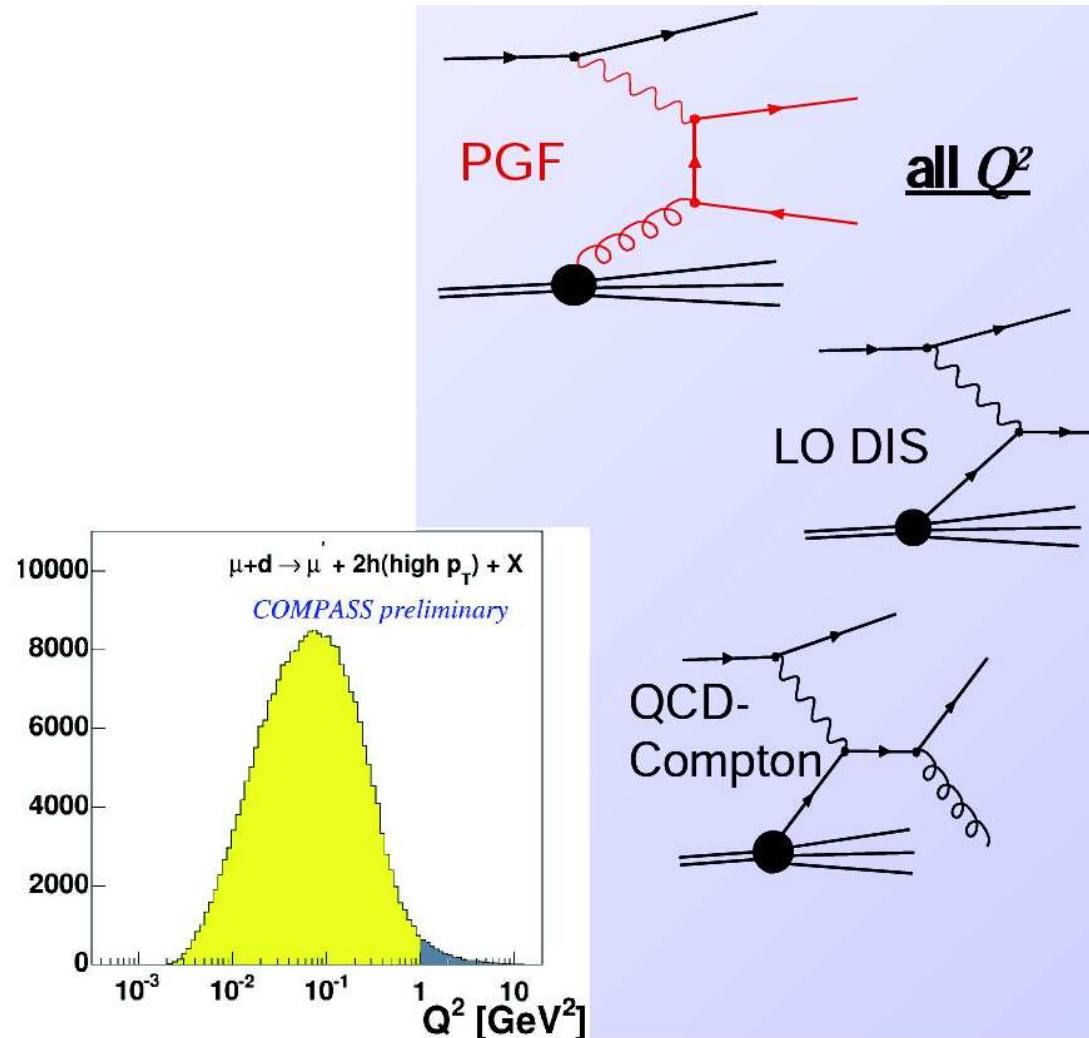 PGF
all Q²
LO DIS
QCD-
Compton
μ+d → μ' + 2h(high p_T) + X
COMPASS preliminary
10000
8000
6000
4000
2000
0
10⁻³ 10⁻² 10⁻¹ 1 10
Q² [GeV²]